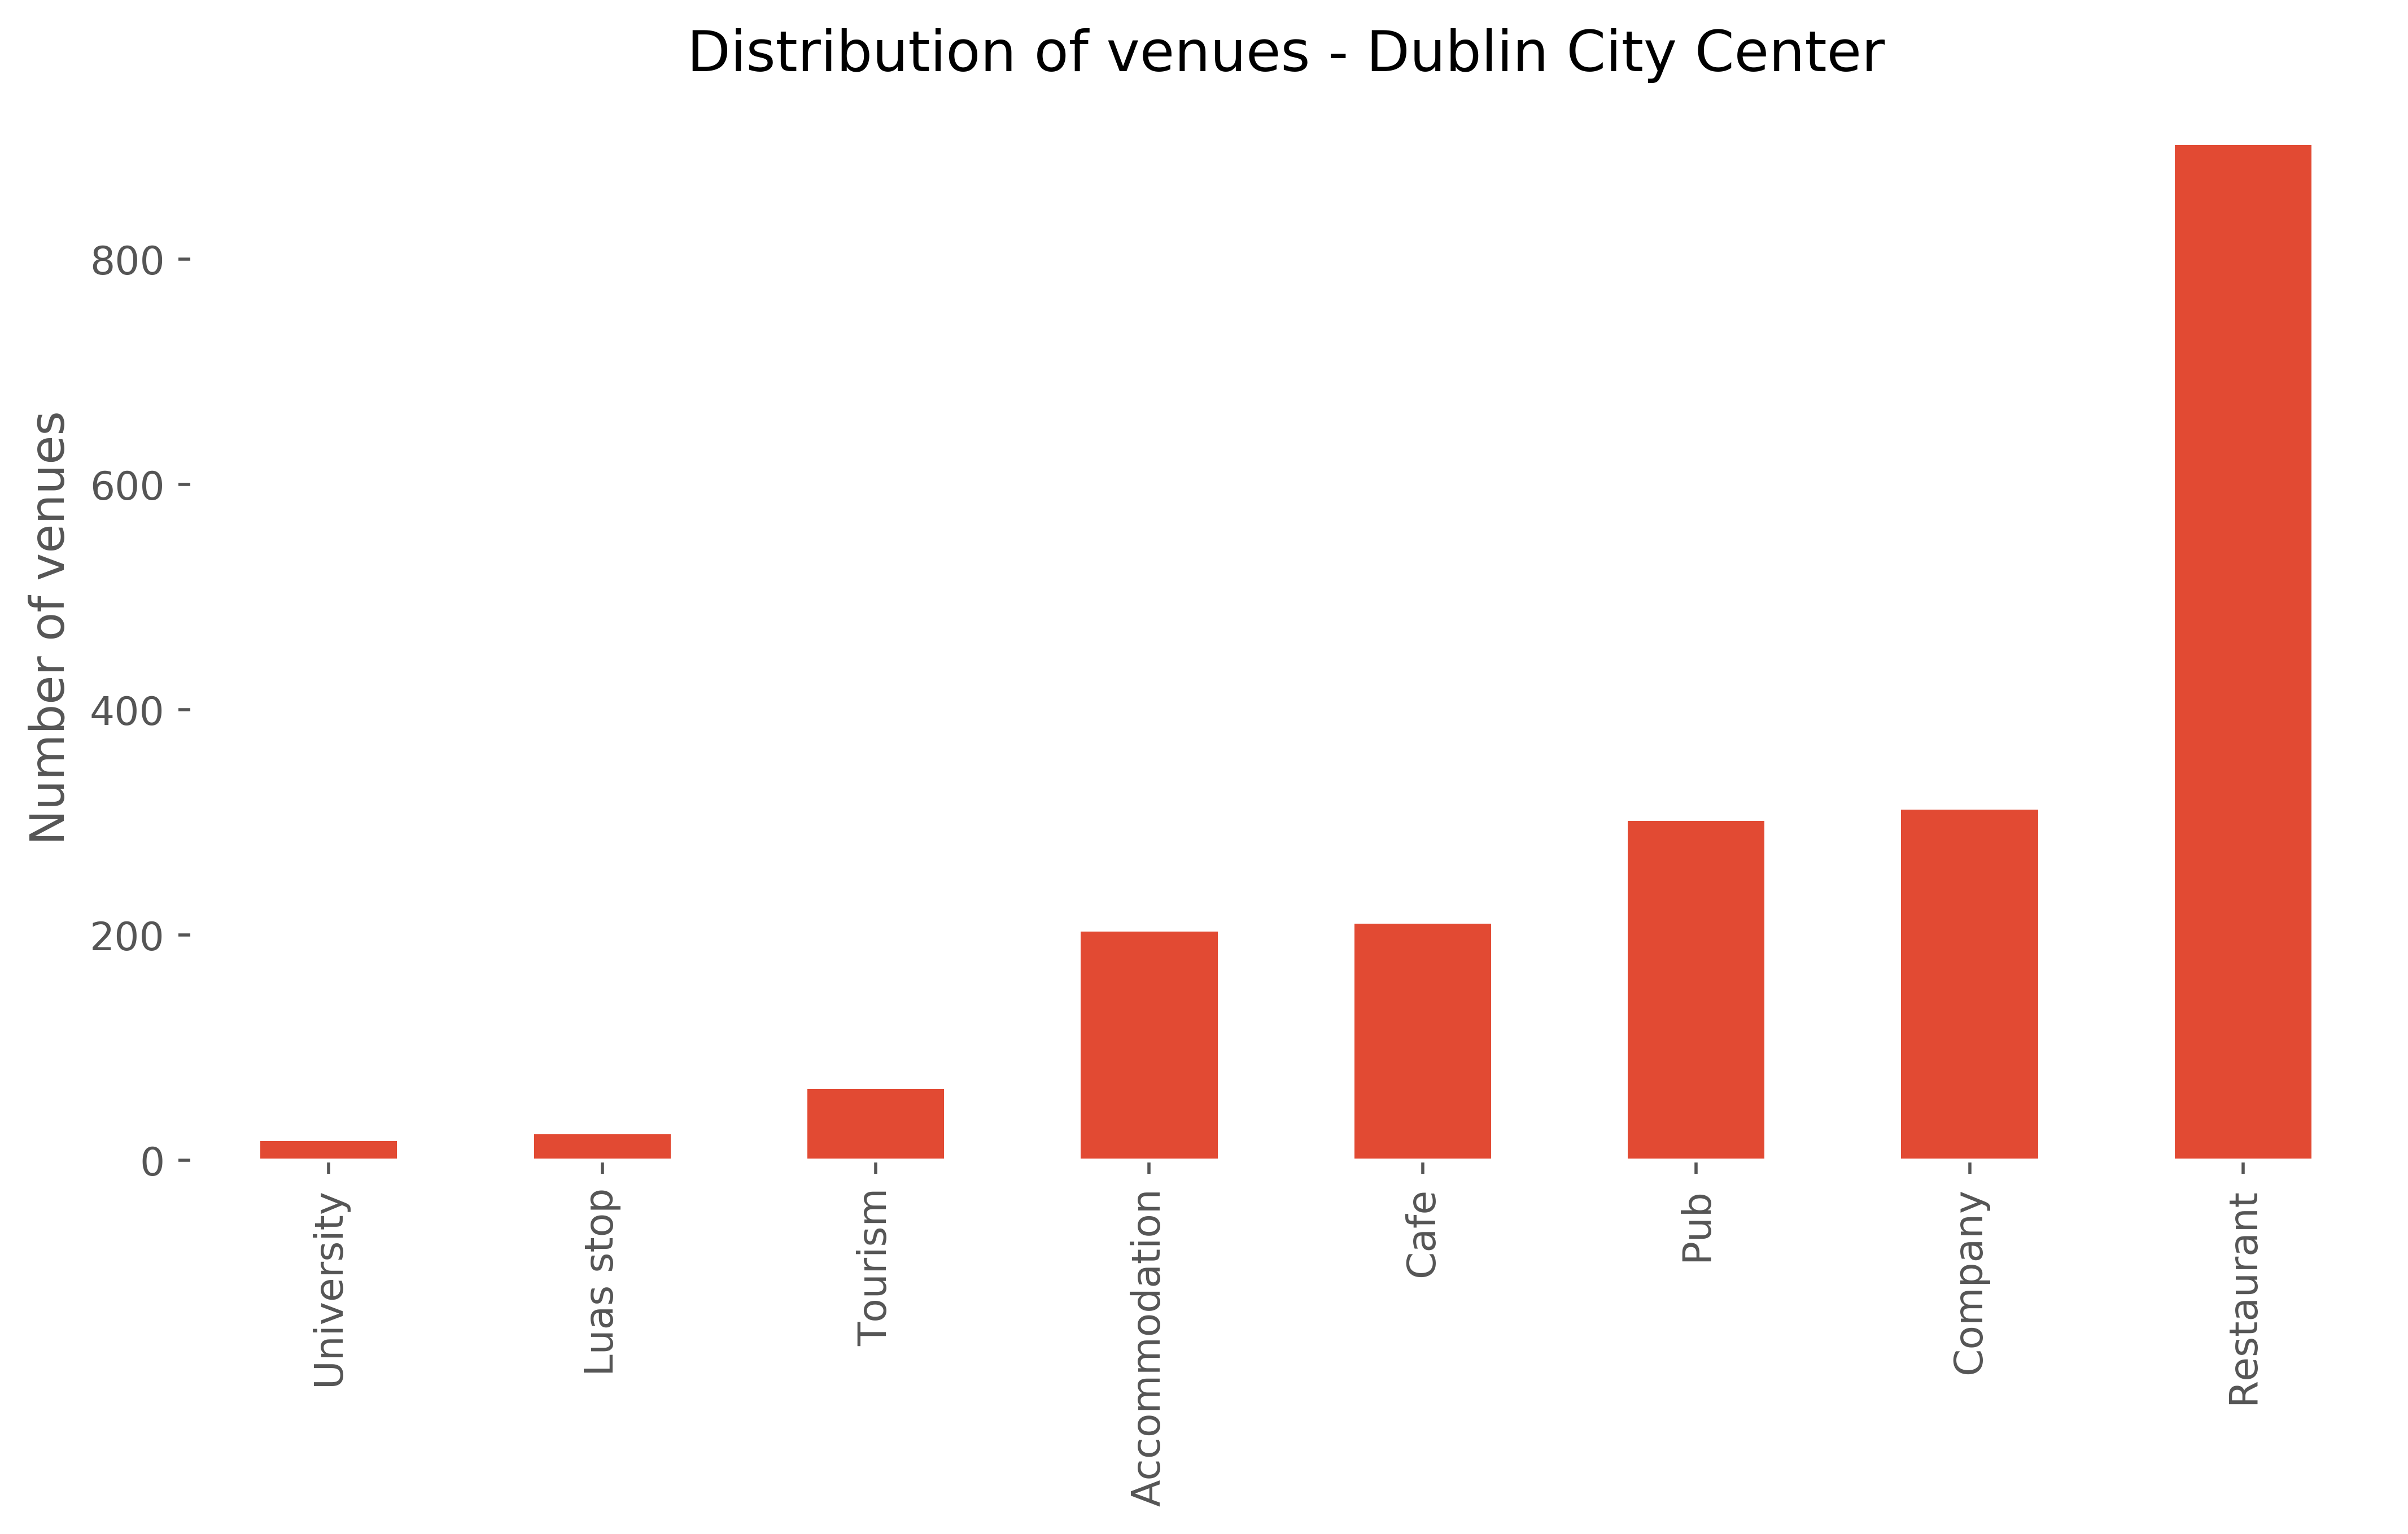 Distribution of venues - Dublin City Center
Number of venues
800
600
400
200
0
University
Luas stop
Tourism
Accommodation
Cafe
Pub
Company
Restaurant